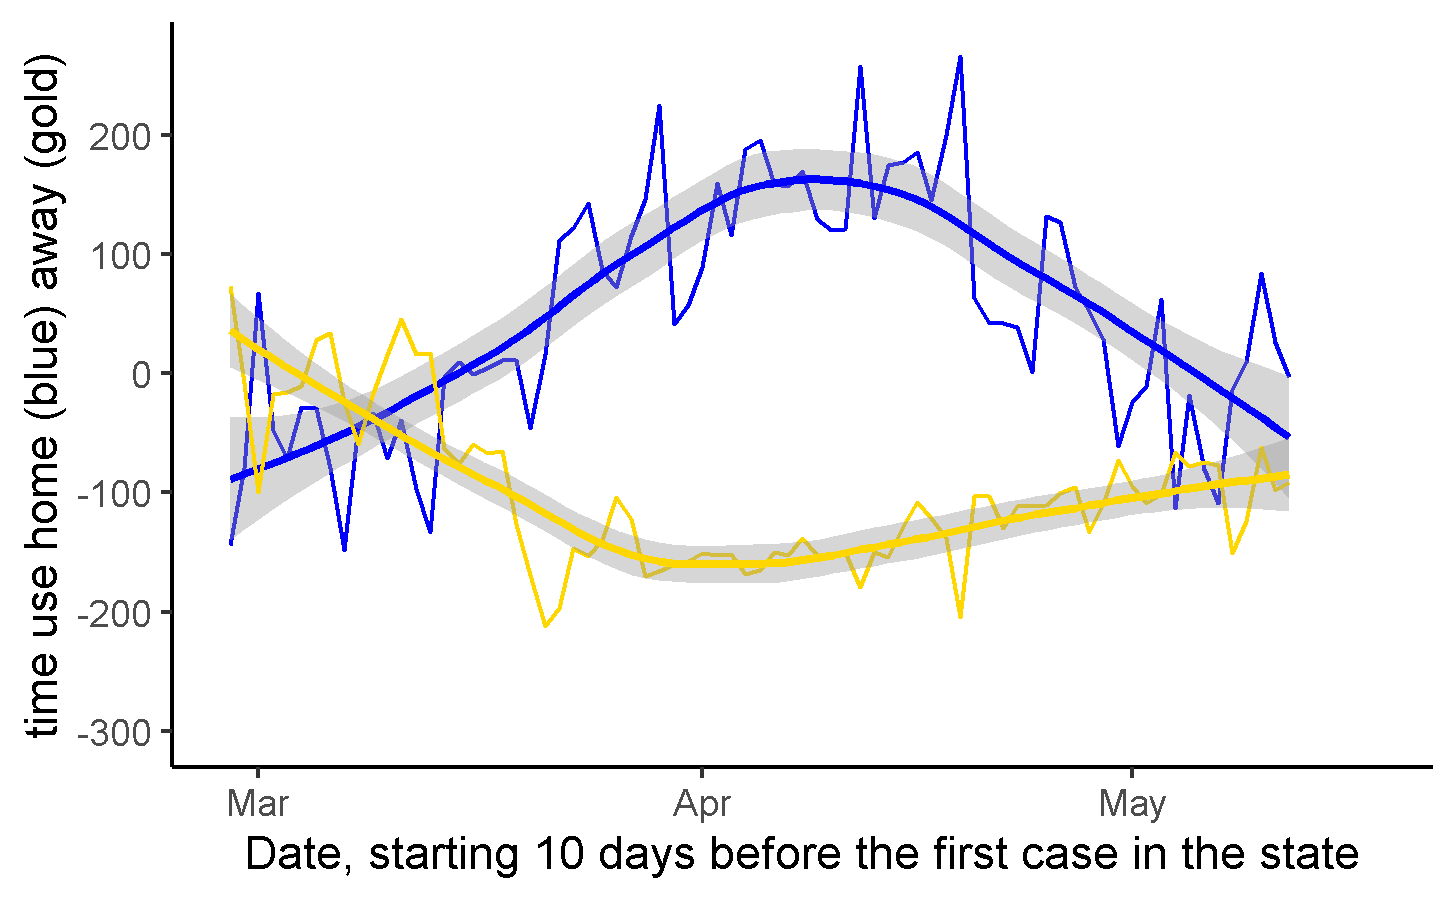 time use home (blue) away (gold)
200
100
0
-100
-200
-300
Mar Apr May
Date, starting 10 days before the first case in the state